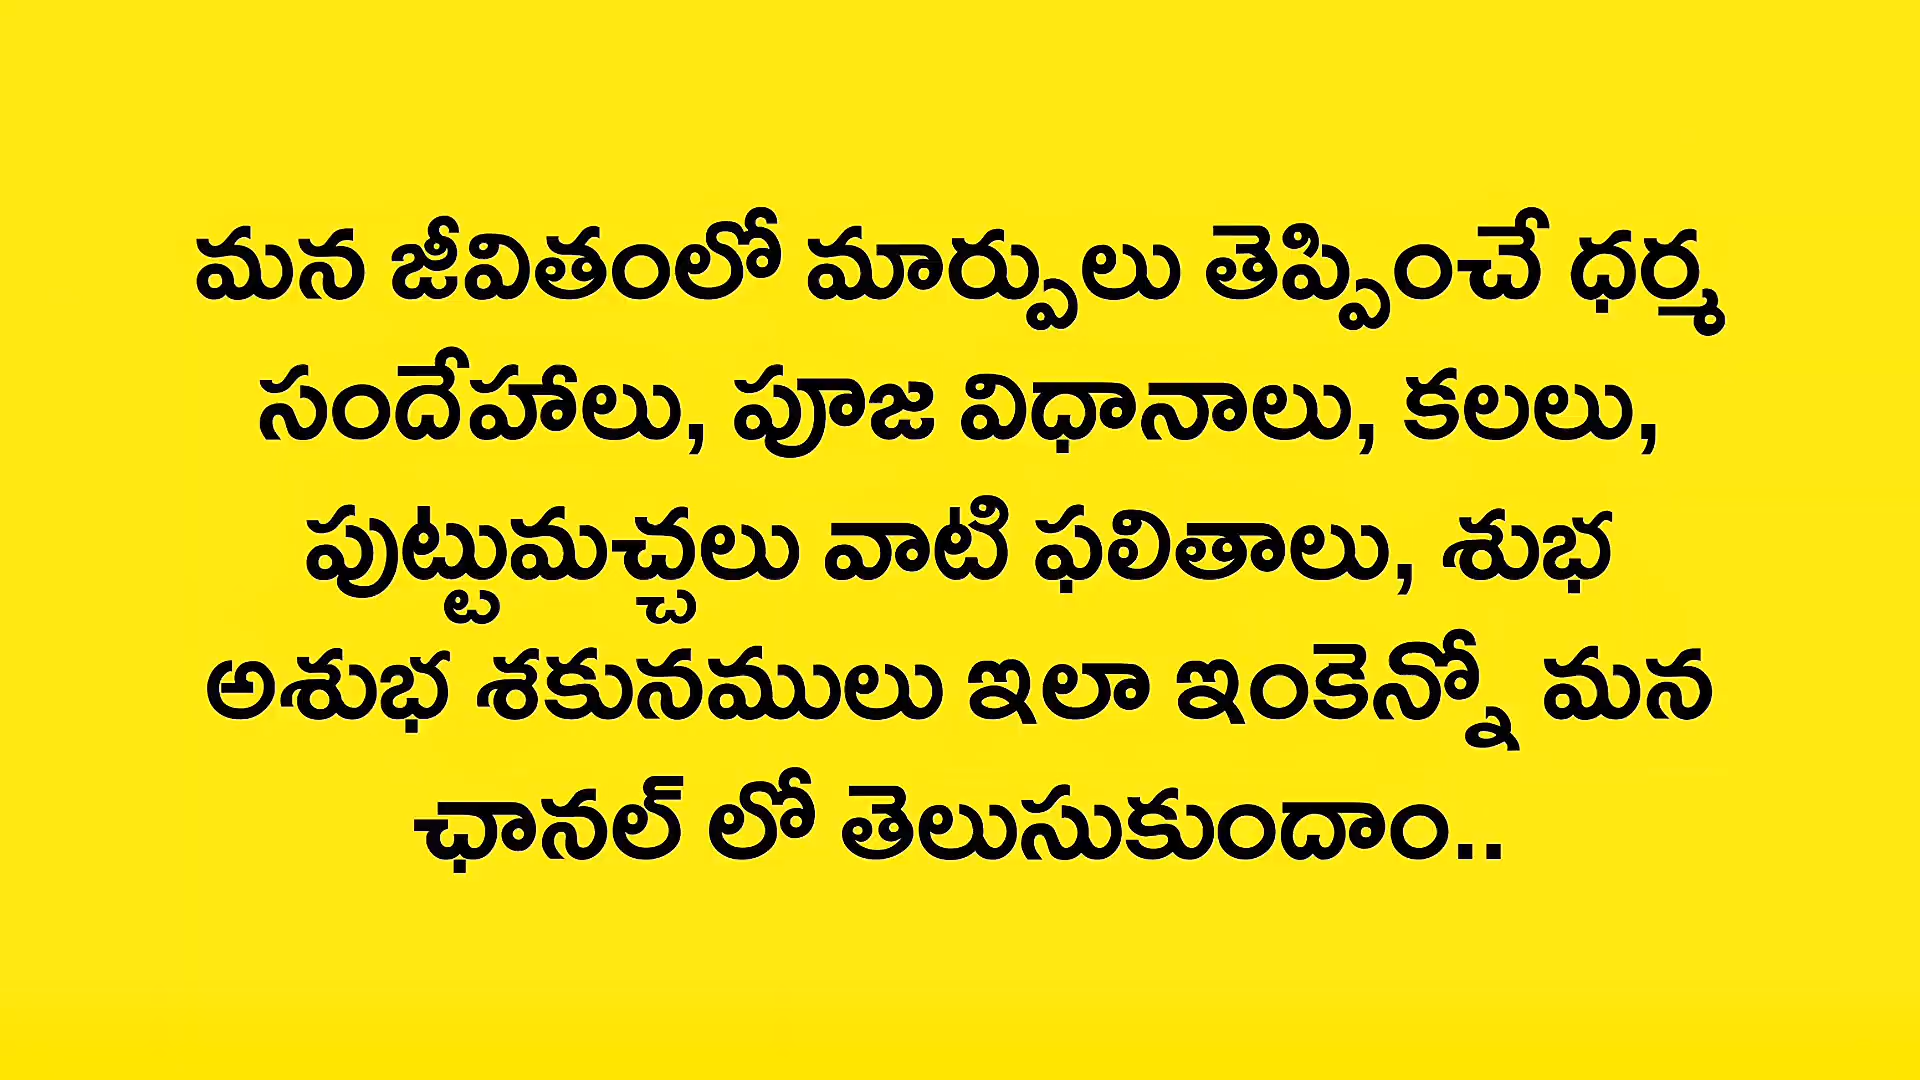 మన జీవితంలో మార్పులు తెప్పించే ధర్మ
సందేహాలు, పూజ విధానాలు, కలలు,
పుట్టుమచ్చలు వాటి ఫలితాలు, శుభ
అశుభ శకునములు ఇలా ఇంకెన్నో మన
ఛానల్ లో తెలుసుకుందాం..